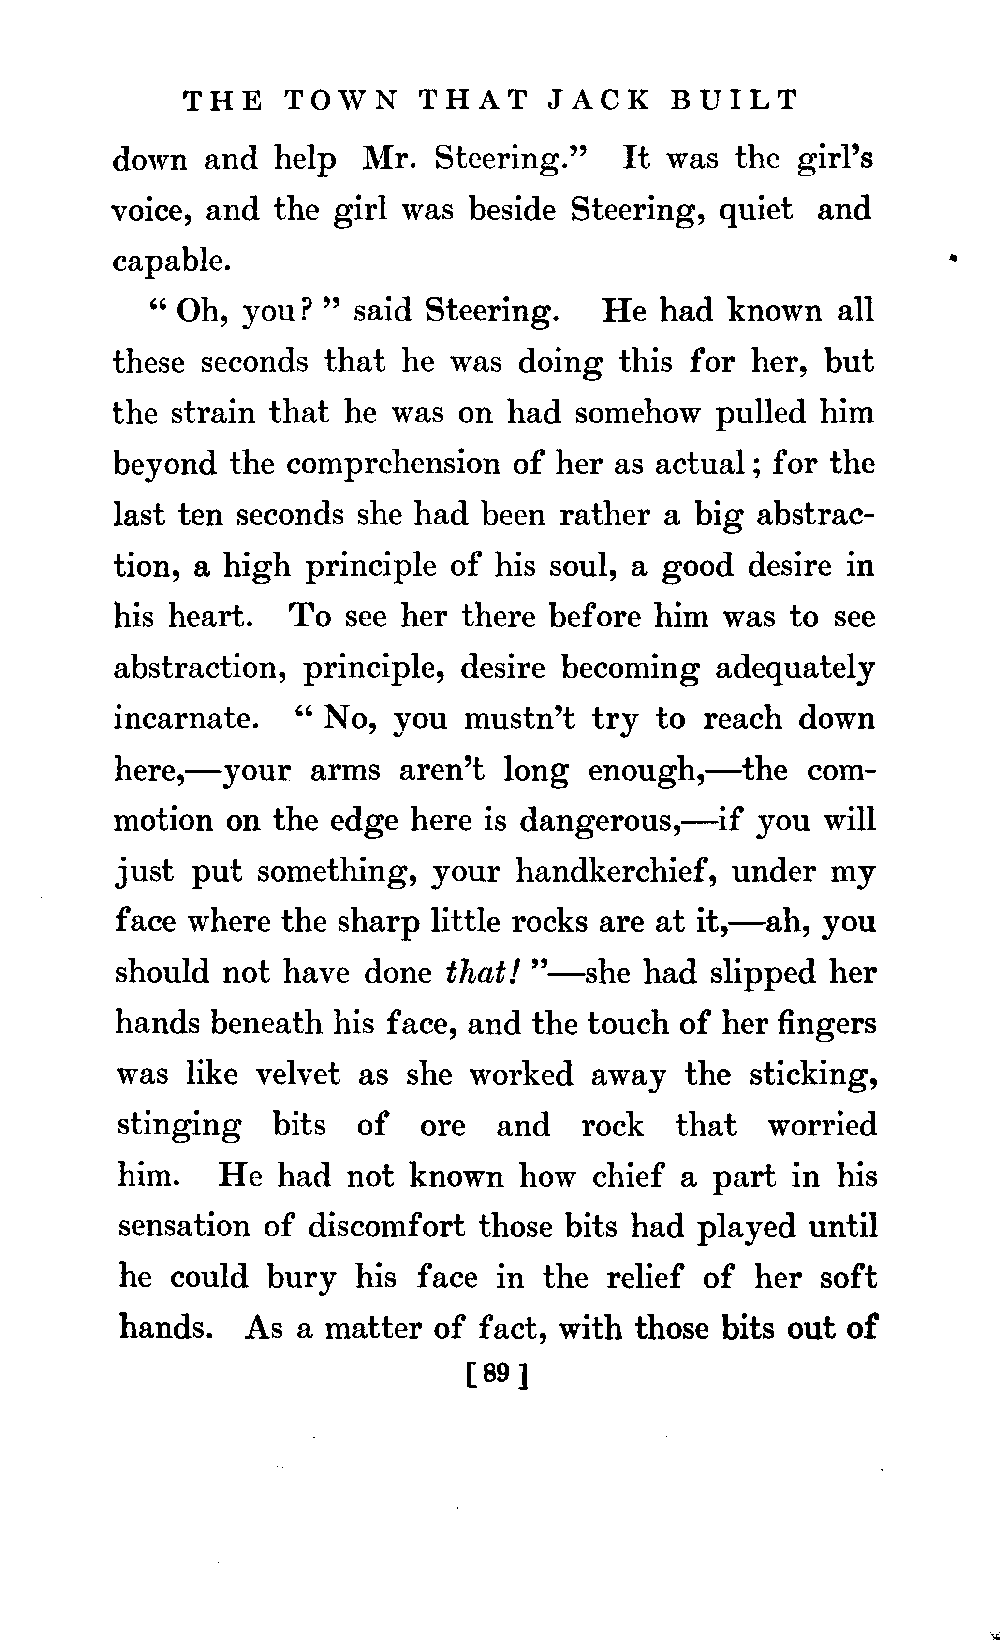 THE TOWN THAT JACK BUILT
down and help Mr. Steering.” It was the girl’s
voice, and the girl was beside Steering, quiet and
capable.
“ Oh, you? ” said Steering. He had known all
these seconds that he was doing this for her, but
the strain that he was on had somehow pulled him
beyond the comprehension of her as actual; for the
last ten seconds she had been rather a big abstrac-
tion, a high principle of his soul, a good desire in
his heart. To see her there before him was to see
abstraction, principle, desire becoming adequately
incarnate. “ No, you mustn’t try to reach down
here,—your arms aren’t long enough,—the com-
motion on the edge here is dangerous,—if you will
just put something, your handkerchief, under my
face where the sharp little rocks are at it,—ah, you
should not have done that! ”—she had slipped her
hands beneath his face, and the touch of her fingers
was like velvet as she worked away the sticking,
stinging bits of ore and rock that worried
him. He had not known how chief a part in his
sensation of discomfort those bits had played until
he could bury his face in the relief of her soft
hands. As a matter of fact, with those bits out of
[89]